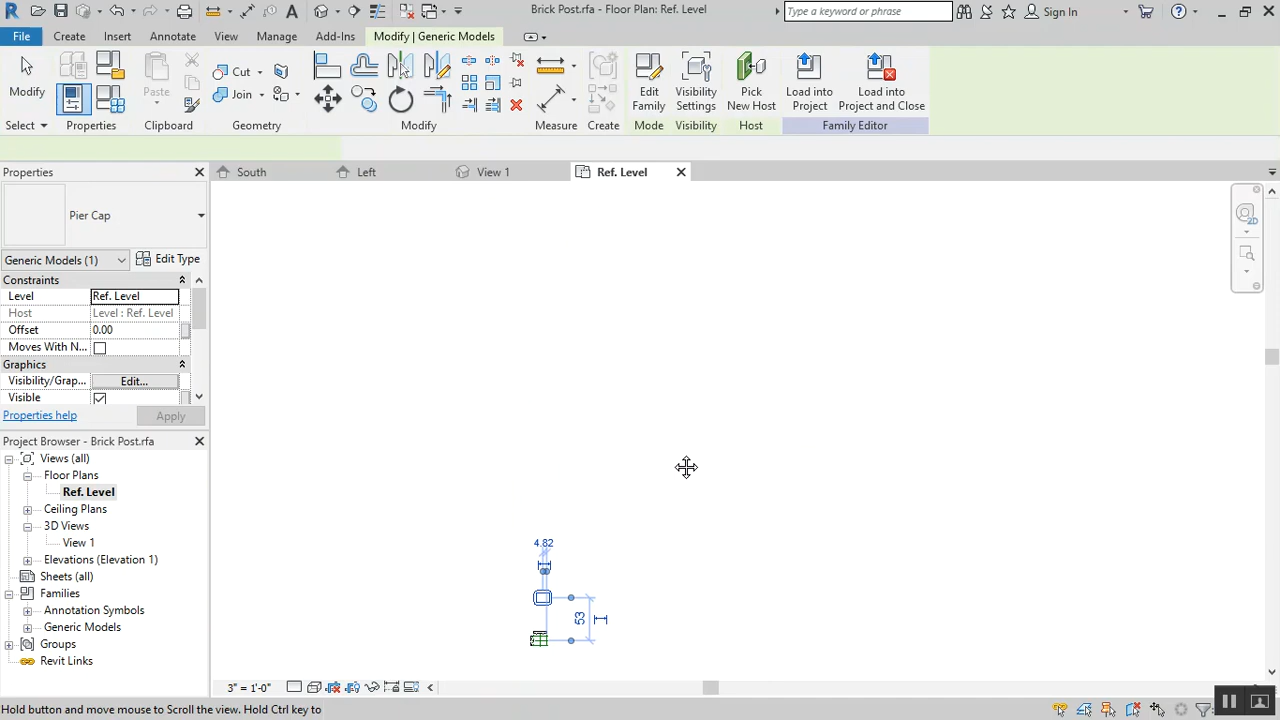 Brick Post.rfa - Floor Plan: Ref. Level
Type a keyword or phrase
Sign In
File
Create
Insert
Annotate
View
Manage
Add-Ins
Modify | Generic Models
Modify
Paste
Cut
Join
Edit Family
Visibility Settings
Pick New Host
Load into Project
Load into Project and Close
Select
Properties
Clipboard
Geometry
Modify
Measure
Create
Mode
Visibility
Host
Family Editor
Properties
South
Left
View 1
Ref. Level
Pier Cap
Generic Models (1)
Edit Type
Constraints
Level
Ref. Level
Host
Level : Ref. Level
Offset
0.00
Moves With N...
Graphics
Visibility/Grap...
Edit...
Visible
Properties help
Apply
Project Browser - Brick Post.rfa
Views (all)
Floor Plans
Ref. Level
Ceiling Plans
3D Views
View 1
Elevations (Elevation 1)
Sheets (all)
Families
Annotation Symbols
Generic Models
Groups
Revit Links
4.82
53
3" = 1'-0"
Hold button and move mouse to Scroll the view. Hold Ctrl key to